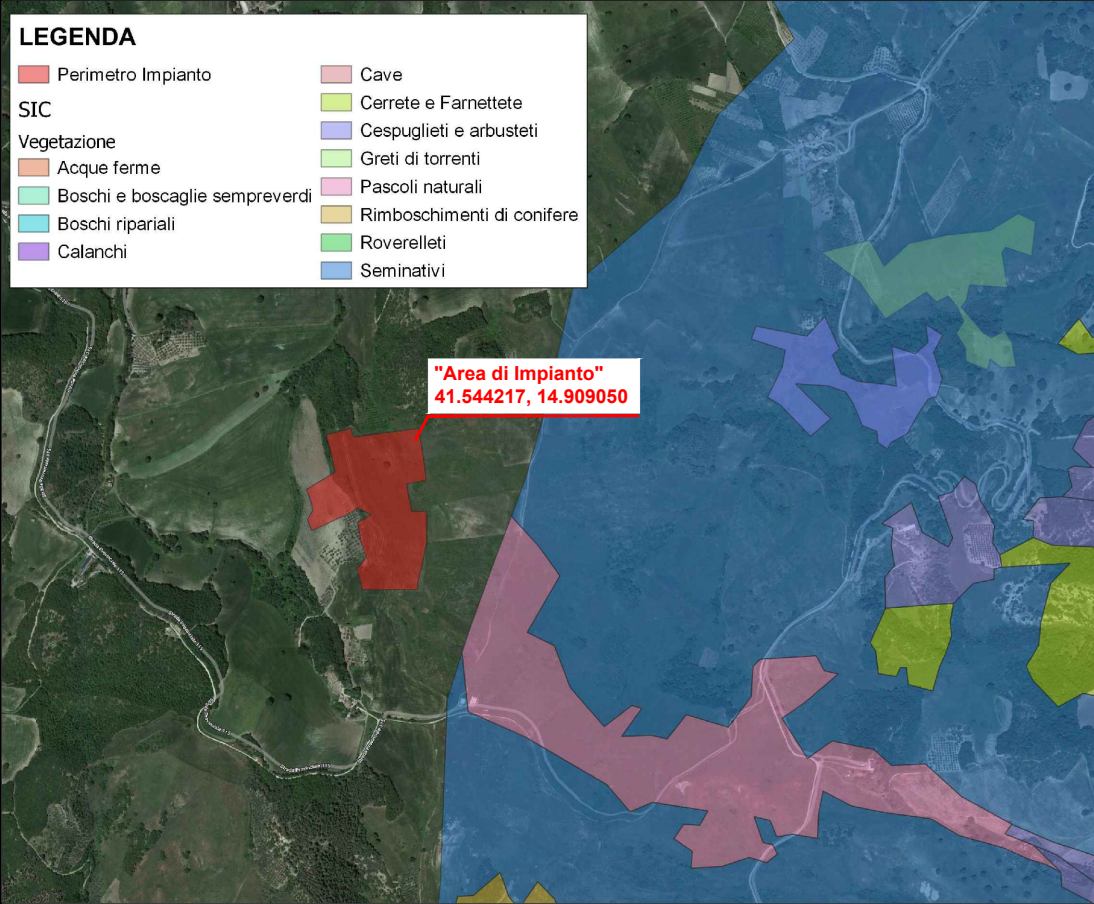 LEGENDA
Perimetro Impianto
SIC
Vegetazione
Acque ferme
Boschi e boscaglie sempreverdi
Boschi ripariali
Calanchi
Cave
Cerrete e Farnettete
Cespuglieti e arbusteti
Greti di torrenti
Pascoli naturali
Rimboschimenti di conifere
Roverelleti
Seminativi
"Area di Impianto"
41.544217, 14.909050